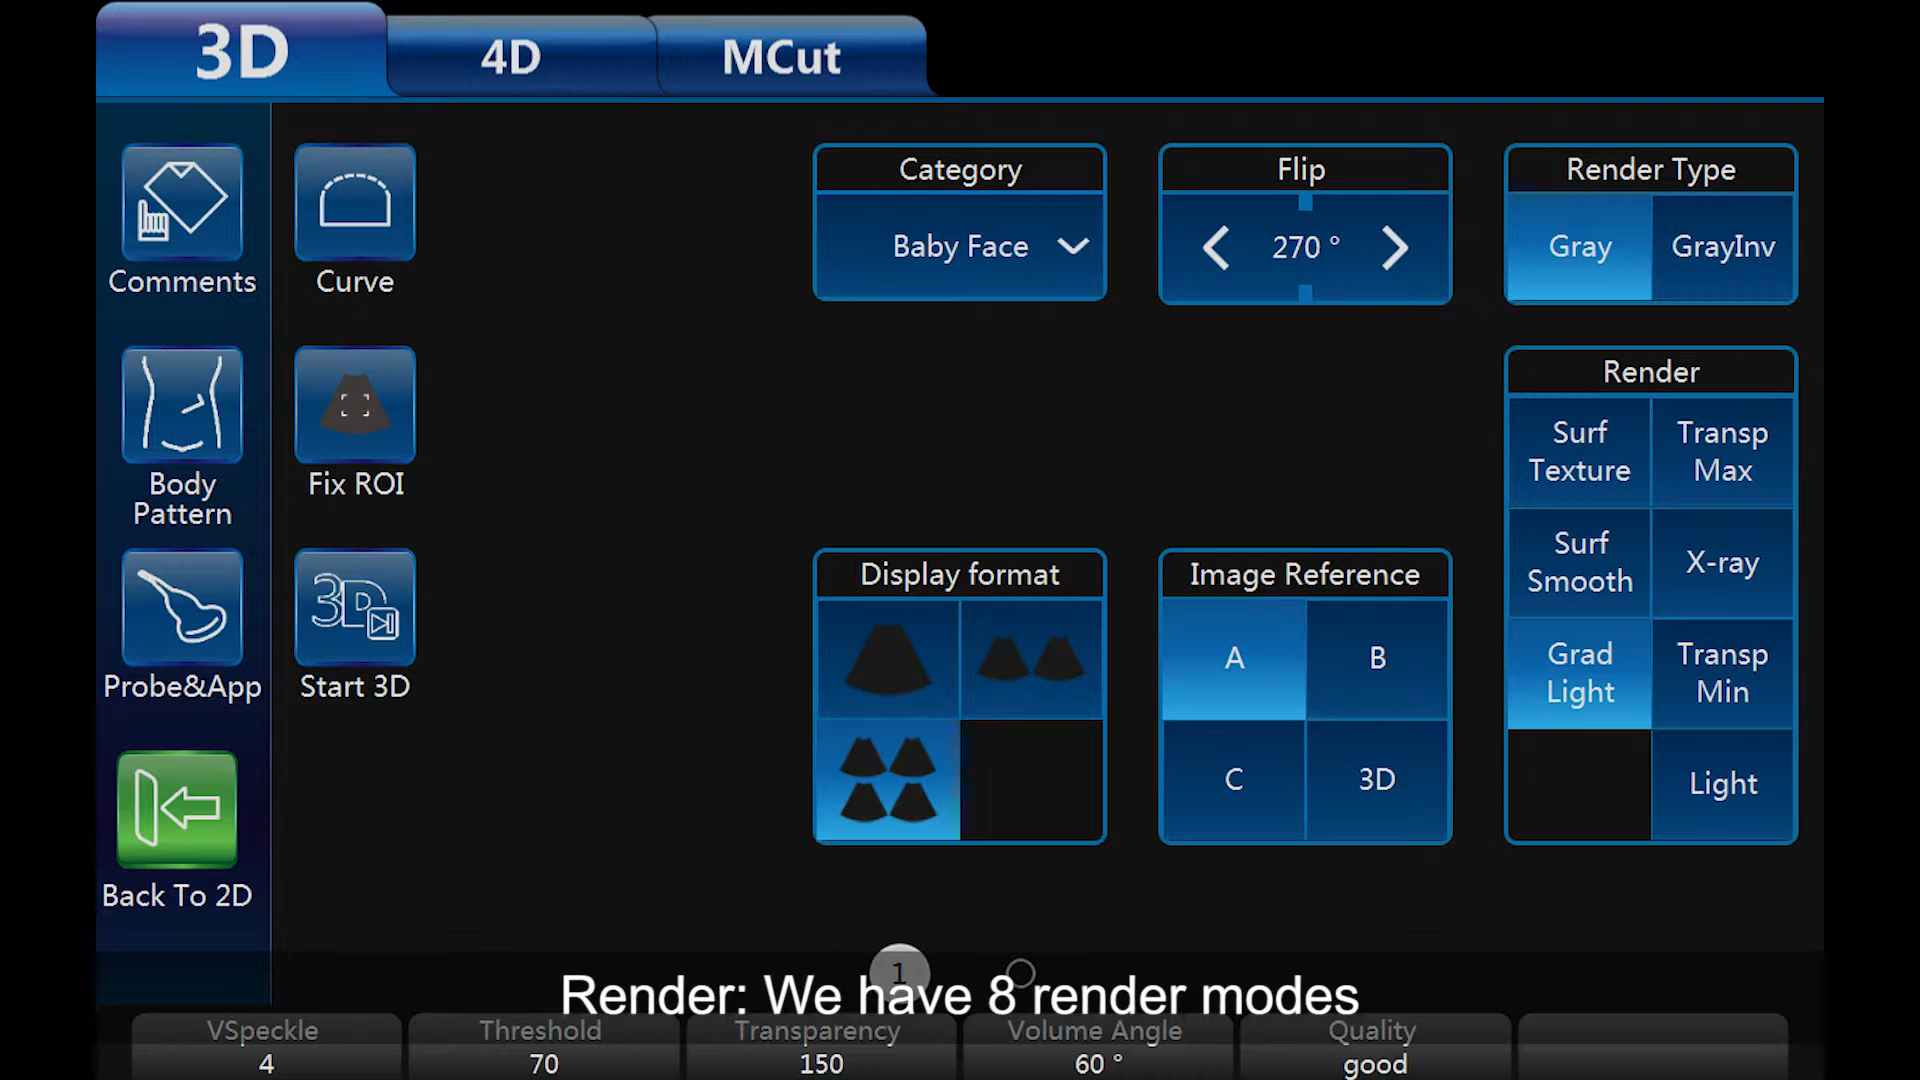 3D
4D
MCut
Comments
Curve
Category
Baby Face
Flip
270 °
Render Type
Gray
GrayInv
Body
Pattern
Fix ROI
Render
Surf
Texture
Transp
Max
Surf
Smooth
X-ray
Grad
Light
Transp
Min
Light
Probe&App
Start 3D
3D
Display format
Image Reference
A
B
C
3D
Back To 2D
1
Render: We have 8 render modes
VSpeckle
4
Threshold
70
Transparency
150
Volume Angle
60 °
Quality
good